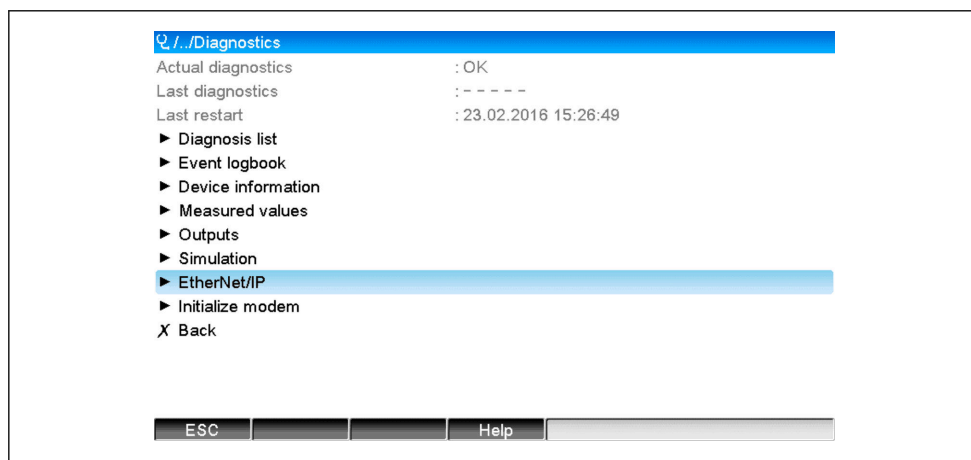 /../Diagnostics
Actual diagnostics : OK
Last diagnostics : - - - - -
Last restart : 23.02.2016 15:26:49
► Diagnosis list
► Event logbook
► Device information
► Measured values
► Outputs
► Simulation
► EtherNet/IP
► Initialize modem
X Back
ESC Help